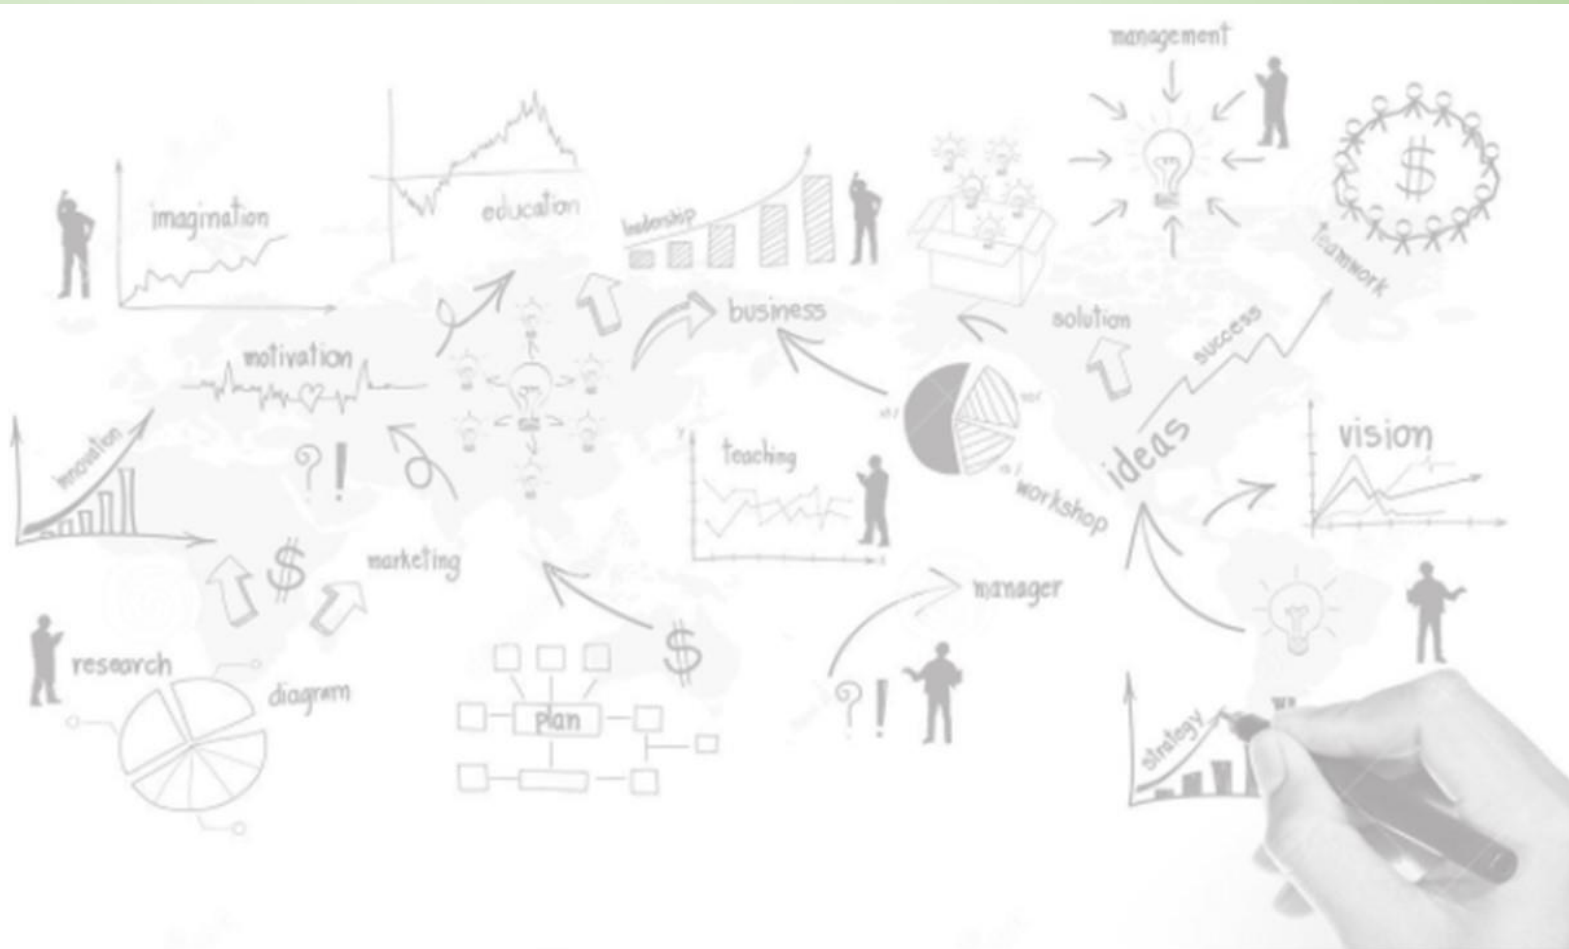 management
imagination
education
leadership
teamwork
business
solution
success
motivation
innovation
teaching
ideas
vision
workshop
marketing
manager
research
diagram
plan
strategy
$
$
$
? !
? !
y
x